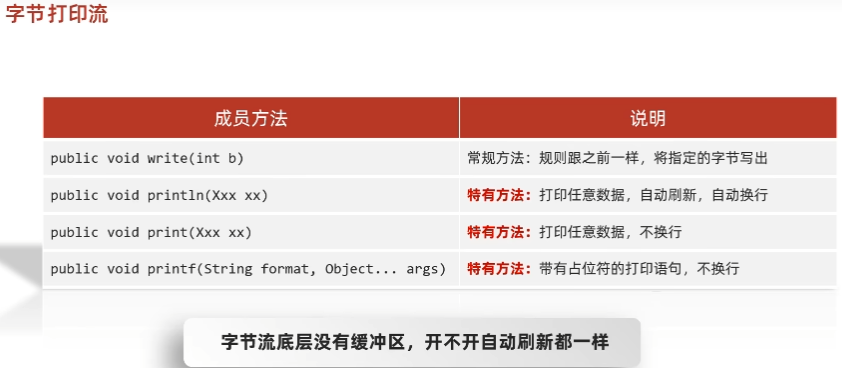 字节打印流
成员方法 说明
public void write(int b) 常规方法：规则跟之前一样，将指定的字节写出
public void println(Xxx xx) 特有方法：打印任意数据，自动刷新，自动换行
public void print(Xxx xx) 特有方法：打印任意数据，不换行
public void printf(String format, Object... args) 特有方法：带有占位符的打印语句，不换行
字节流底层没有缓冲区，开不开自动刷新都一样